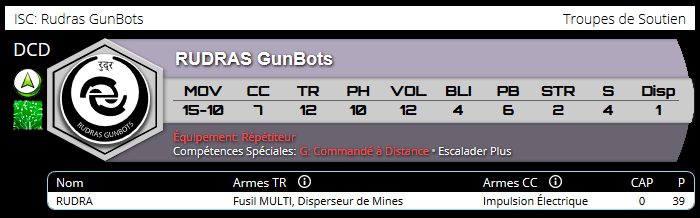 ISC: Rudras GunBots Troupes de Soutien
DCD
रुद्र
RUDRAS GUNBOTS
RUDRAS GunBots
MOV CC TR PH VOL BLI PB STR S Disp
15-10 7 12 10 12 4 6 2 4 1
Équipement: Répétiteur
Compétences Spéciales: G: Commandé à Distance • Escalader Plus
Nom Armes TR Armes CC CAP P
RUDRA Fusil MULTI, Disperseur de Mines Impulsion Électrique 0 39